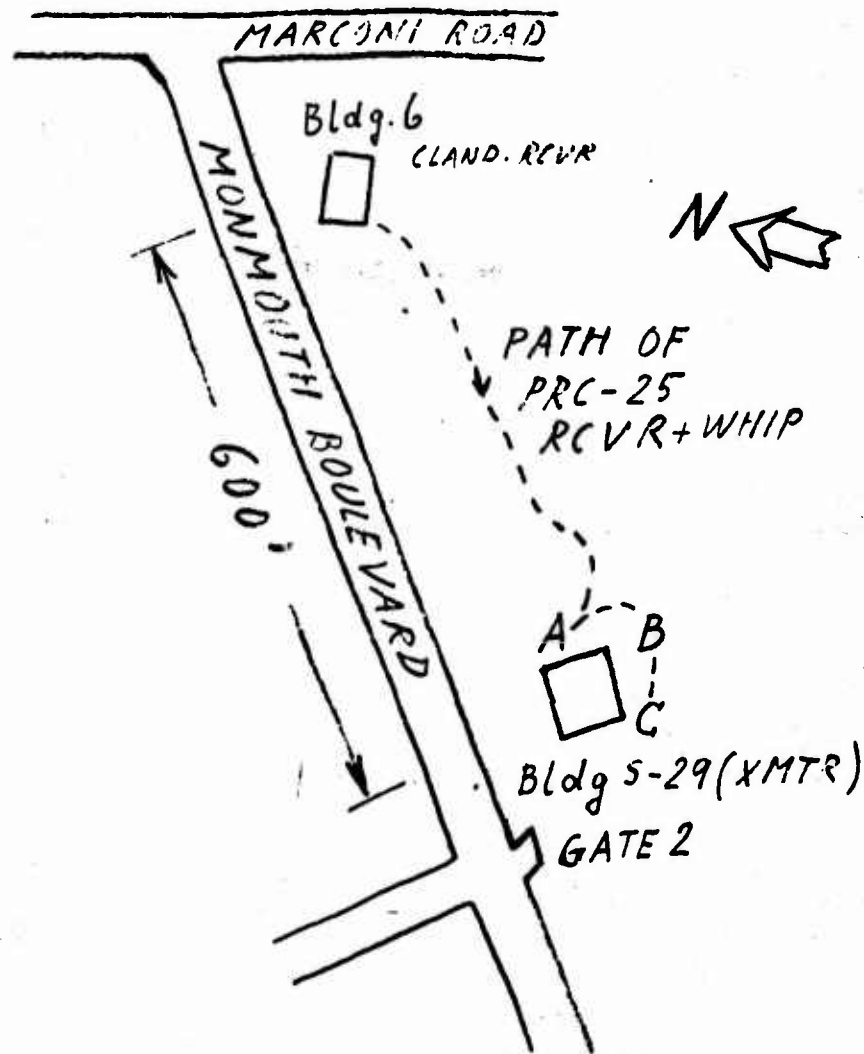 MARCONI ROAD
Bldg. 6
CLAND. RCVR
N
MONMOUTH BOULEVARD
PATH OF
PRC-25
RCVR + WHIP
600'
A
B
C
Bldg S-29 (XMTR)
GATE 2